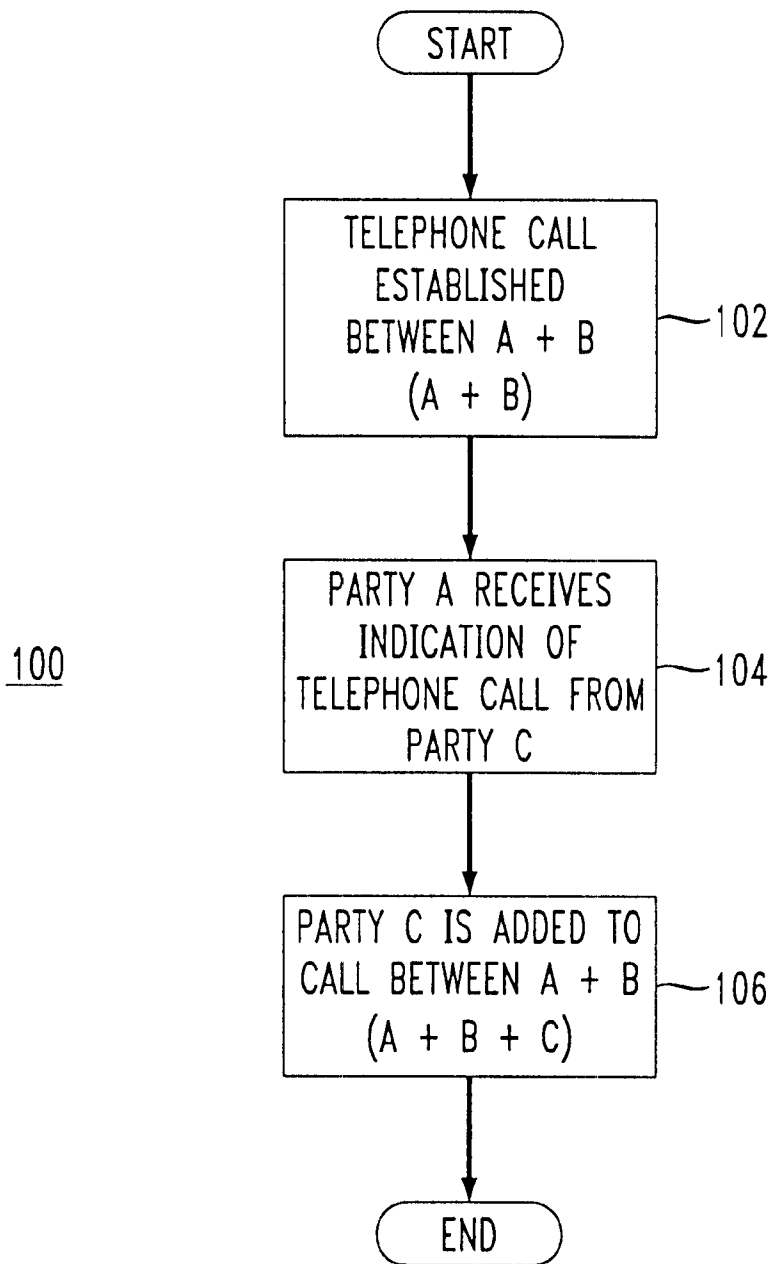 START
TELEPHONE CALL
ESTABLISHED
BETWEEN A + B
(A + B)
102
PARTY A RECEIVES
INDICATION OF
TELEPHONE CALL FROM
PARTY C
104
100
PARTY C IS ADDED TO
CALL BETWEEN A + B
(A + B + C)
106
END